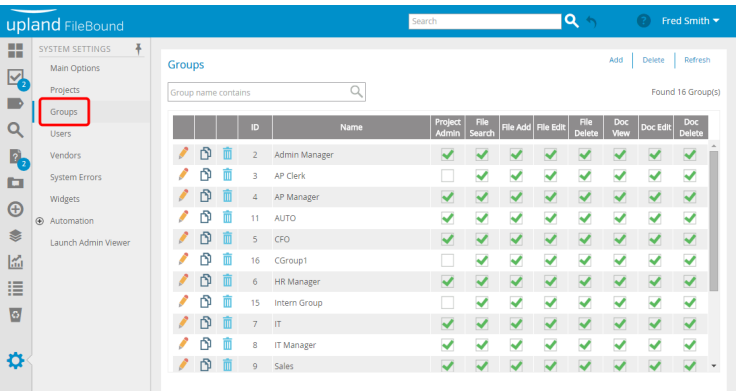 upland FileBound
Search
Fred Smith
SYSTEM SETTINGS
Main Options
Projects
Groups
Users
Vendors
System Errors
Widgets
Automation
Launch Admin Viewer
2
2
Groups
Add Delete Refresh
Group name contains
Found 16 Group(s)
ID Name Project Admin File Search File Add File Edit File Delete Doc View Doc Edit Doc Delete
2 Admin Manager
3 AP Clerk
4 AP Manager
11 AUTO
5 CFO
16 CGroup1
6 HR Manager
15 Intern Group
7 IT
8 IT Manager
9 Sales